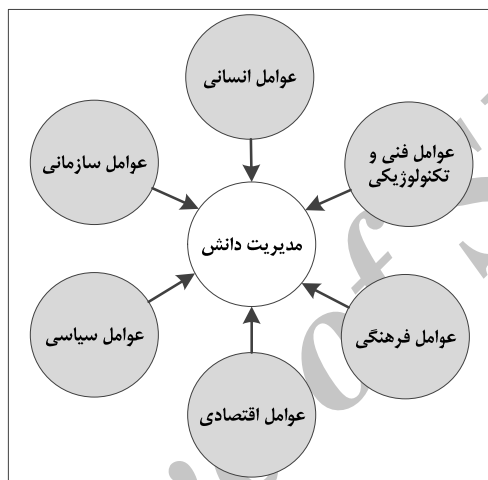 عوامل انسانی
عوامل فنی و
تکنولوژیکی
عوامل سازمانی
مدیریت دانش
عوامل فرهنگی
عوامل سیاسی
عوامل اقتصادی